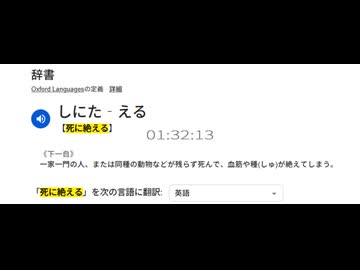 辞書
Oxford Languagesの定義 · 詳細
しにた‐える
【死に絶える】
01:32:13
《下一自》
一家一門の人、または同種の動物などが残らず死んで、血筋や種(しゅ)が絶えてしまう。
「死に絶える」を次の言語に翻訳: 英語